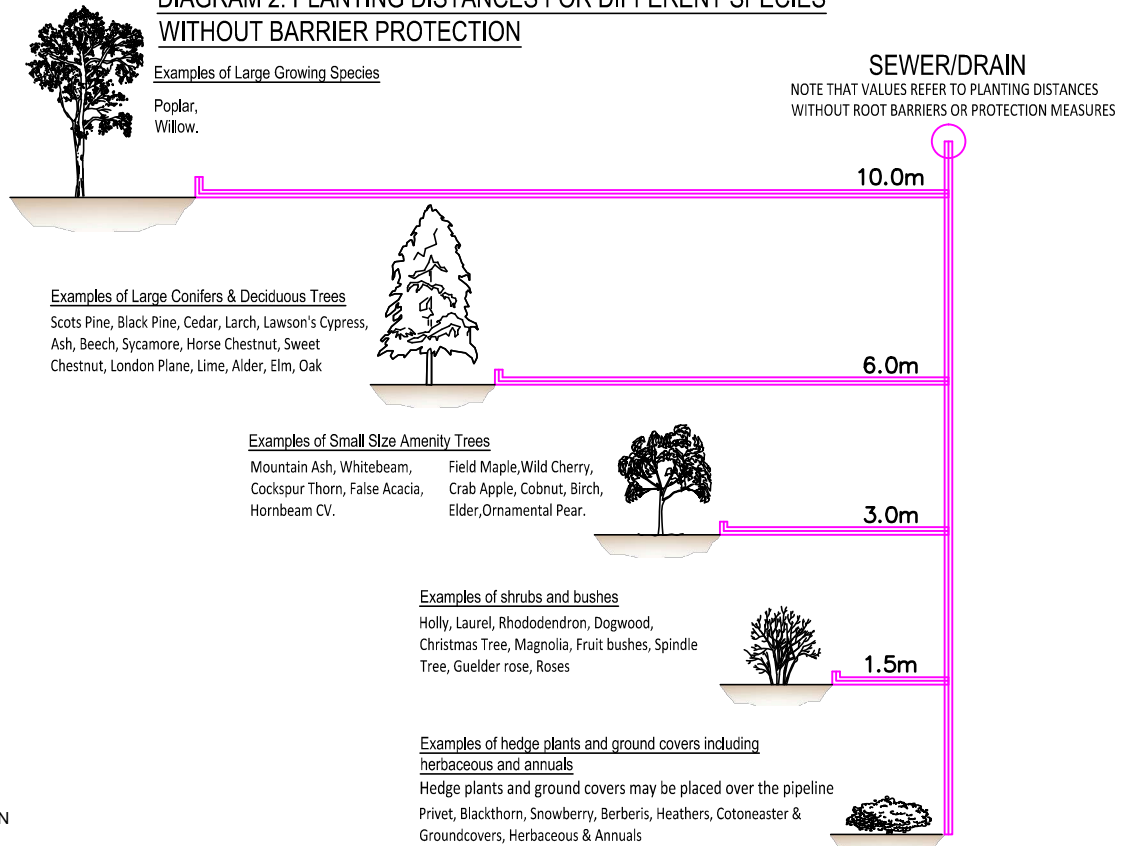 DIAGRAM 2: PLANTING DISTANCES FOR DIFFERENT SPECIES
WITHOUT BARRIER PROTECTION
Examples of Large Growing Species
Poplar,
Willow.
SEWER/DRAIN
NOTE THAT VALUES REFER TO PLANTING DISTANCES
WITHOUT ROOT BARRIERS OR PROTECTION MEASURES
10.0m
Examples of Large Conifers & Deciduous Trees
Scots Pine, Black Pine, Cedar, Larch, Lawson's Cypress,
Ash, Beech, Sycamore, Horse Chestnut, Sweet
Chestnut, London Plane, Lime, Alder, Elm, Oak
6.0m
Examples of Small SIze Amenity Trees
Mountain Ash, Whitebeam,
Cockspur Thorn, False Acacia,
Hornbeam CV.
Field Maple,Wild Cherry,
Crab Apple, Cobnut, Birch,
Elder,Ornamental Pear.
3.0m
Examples of shrubs and bushes
Holly, Laurel, Rhododendron, Dogwood,
Christmas Tree, Magnolia, Fruit bushes, Spindle
Tree, Guelder rose, Roses
1.5m
Examples of hedge plants and ground covers including
herbaceous and annuals
Hedge plants and ground covers may be placed over the pipeline
Privet, Blackthorn, Snowberry, Berberis, Heathers, Cotoneaster &
Groundcovers, Herbaceous & Annuals
N